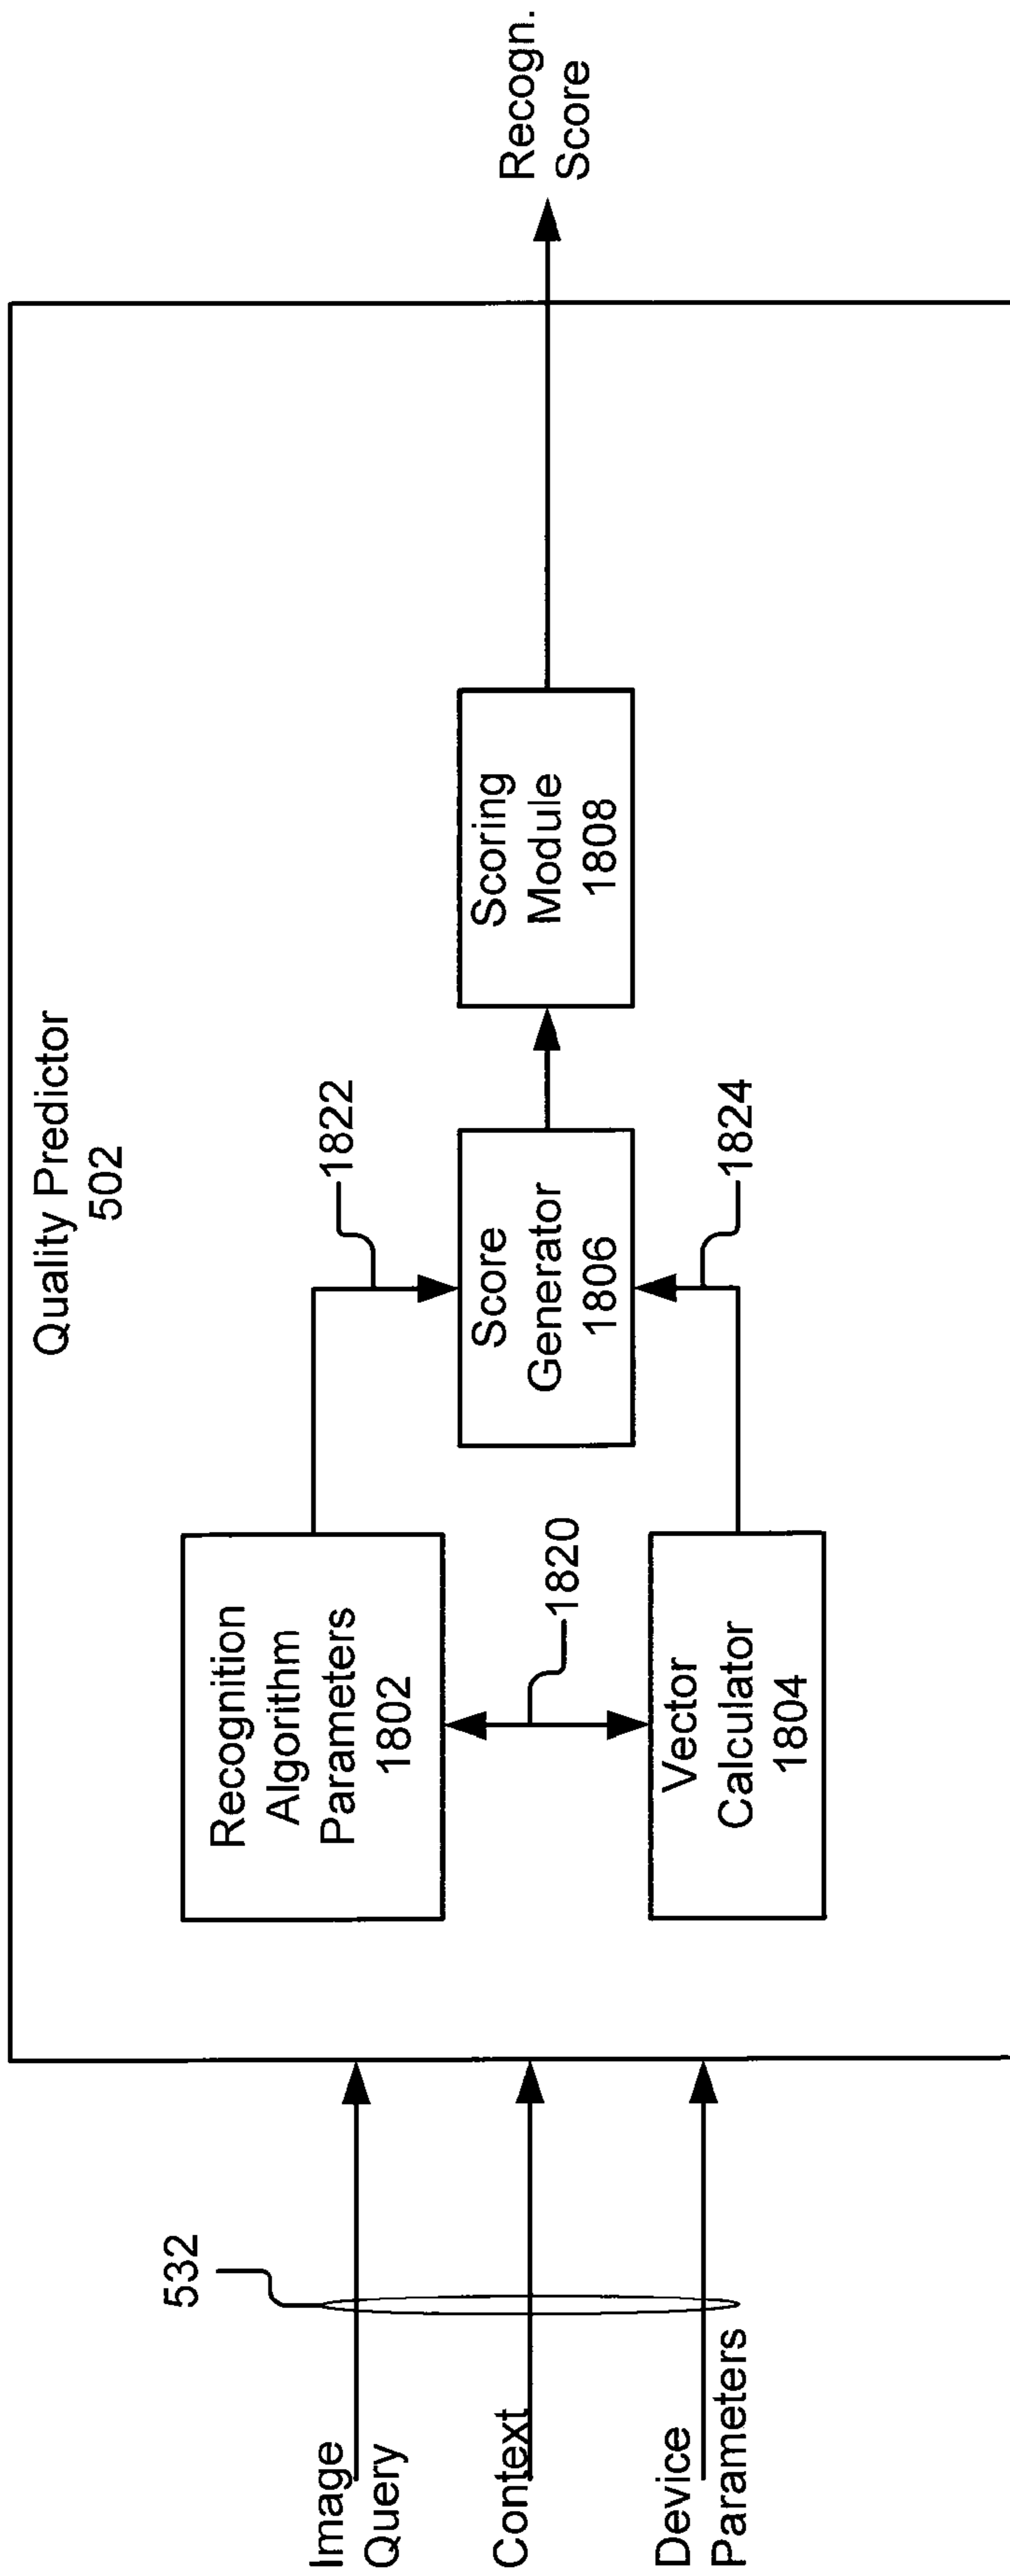 Quality Predictor
502
532
Image
Query
Context
Device
Parameters
Recognition
Algorithm
Parameters
1802
1820
Vector
Calculator
1804
1822
Score
Generator
1806
1824
Scoring
Module
1808
Recogn.
Score